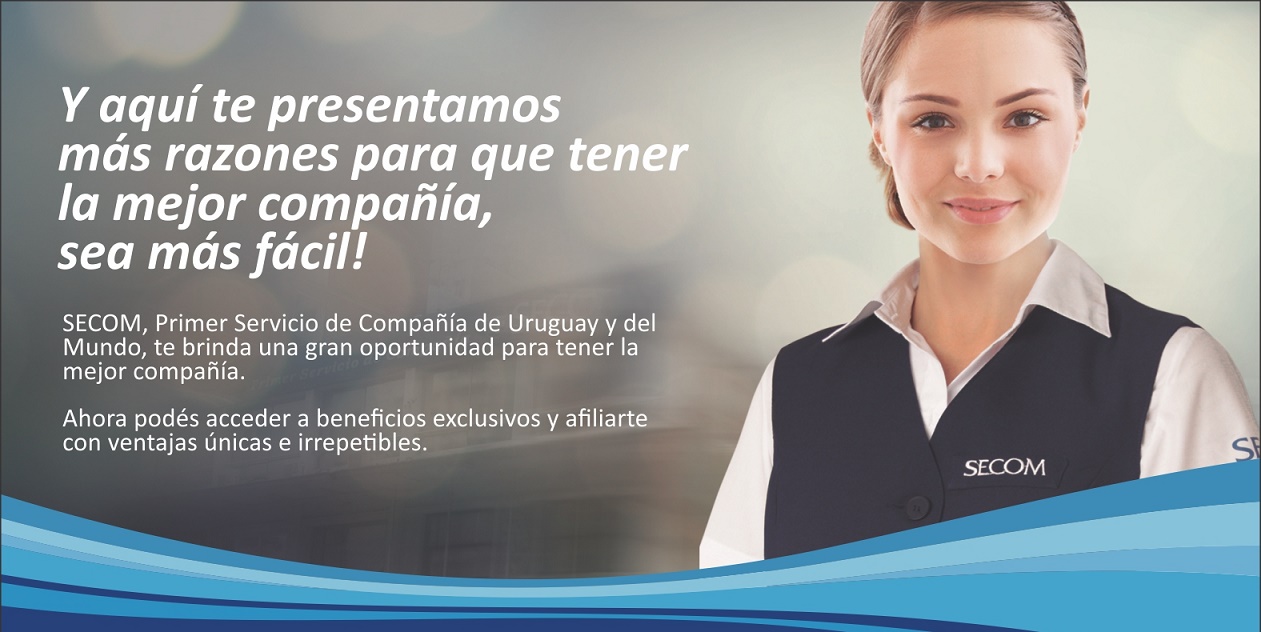 Y aquí te presentamos
más razones para que tener
la mejor compañía,
sea más fácil!
SECOM, Primer Servicio de Compañía de Uruguay y del
Mundo, te brinda una gran oportunidad para tener la
mejor compañía.
Ahora podés acceder a beneficios exclusivos y afiliarte
con ventajas únicas e irrepetibles.
SECOM